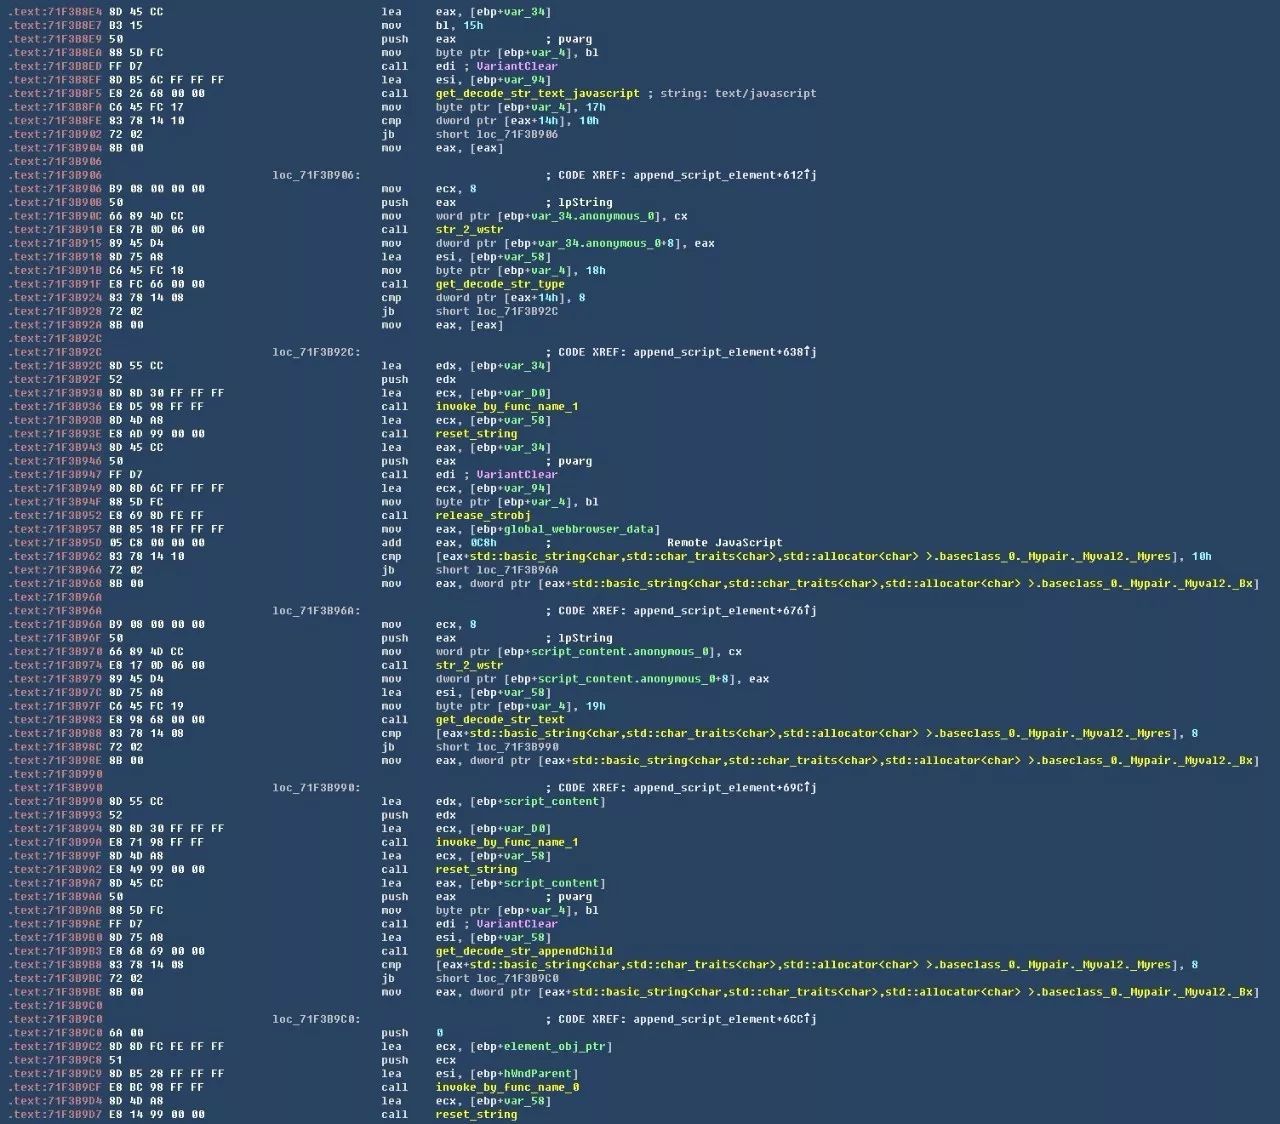 .text:71F3B8E4 8D 45 CC lea eax, [ebp+var_34]
.text:71F3B8E7 B3 15 mov bl, 15h
.text:71F3B8E9 50 push eax ; pvarg
.text:71F3B8EA 88 5D FC mov byte ptr [ebp+var_4], bl
.text:71F3B8ED FF D7 call edi ; VariantClear
.text:71F3B8EF 8D B5 6C FF FF FF lea esi, [ebp+var_94]
.text:71F3B8F5 E8 26 68 00 00 call get_decode_str_text_javascript ; string: text/javascript
.text:71F3B8FA C6 45 FC 17 mov byte ptr [ebp+var_4], 17h
.text:71F3B8FE 83 78 14 10 cmp dword ptr [eax+14h], 10h
.text:71F3B902 72 02 jb short loc_71F3B906
.text:71F3B904 8B 00 mov eax, [eax]
.text:71F3B906
.text:71F3B906 loc_71F3B906: ; CODE XREF: append_script_element+612↑j
.text:71F3B906 B9 08 00 00 00 mov ecx, 8
.text:71F3B90B 50 push eax ; lpString
.text:71F3B90C 66 89 4D CC mov word ptr [ebp+var_34.anonymous_0], cx
.text:71F3B910 E8 7B 0D 06 00 call str_2_wstr
.text:71F3B915 89 45 D4 mov dword ptr [ebp+var_34.anonymous_0+8], eax
.text:71F3B918 8D 75 A8 lea esi, [ebp+var_58]
.text:71F3B91B C6 45 FC 18 mov byte ptr [ebp+var_4], 18h
.text:71F3B91F E8 FC 66 00 00 call get_decode_str_type
.text:71F3B924 83 78 14 08 cmp dword ptr [eax+14h], 8
.text:71F3B928 72 02 jb short loc_71F3B92C
.text:71F3B92A 8B 00 mov eax, [eax]
.text:71F3B92C
.text:71F3B92C loc_71F3B92C: ; CODE XREF: append_script_element+638↑j
.text:71F3B92C 8D 55 CC lea edx, [ebp+var_34]
.text:71F3B92F 52 push edx
.text:71F3B930 8D 8D 30 FF FF FF lea ecx, [ebp+var_D0]
.text:71F3B936 E8 D5 98 FF FF call invoke_by_func_name_1
.text:71F3B93B 8D 4D A8 lea ecx, [ebp+var_58]
.text:71F3B93E E8 AD 99 00 00 call reset_string
.text:71F3B943 8D 45 CC lea eax, [ebp+var_34]
.text:71F3B946 50 push eax ; pvarg
.text:71F3B947 FF D7 call edi ; VariantClear
.text:71F3B949 8D 8D 6C FF FF FF lea ecx, [ebp+var_94]
.text:71F3B94F 88 5D FC mov byte ptr [ebp+var_4], bl
.text:71F3B952 E8 69 8D FE FF call release_strobj
.text:71F3B957 8B 85 18 FF FF FF mov eax, [ebp+global_webbrowser_data]
.text:71F3B95D 05 C8 00 00 00 add eax, 0C8h ; Remote JavaScript
.text:71F3B962 83 78 14 10 cmp [eax+std::basic_string<char,std::char_traits<char>,std::allocator<char> >.baseclass_0._Mypair._Myval2._Myres], 10h
.text:71F3B966 72 02 jb short loc_71F3B96A
.text:71F3B968 8B 00 mov eax, dword ptr [eax+std::basic_string<char,std::char_traits<char>,std::allocator<char> >.baseclass_0._Mypair._Myval2._Bx]
.text:71F3B96A
.text:71F3B96A loc_71F3B96A: ; CODE XREF: append_script_element+676↑j
.text:71F3B96A B9 08 00 00 00 mov ecx, 8
.text:71F3B96F 50 push eax ; lpString
.text:71F3B970 66 89 4D CC mov word ptr [ebp+script_content.anonymous_0], cx
.text:71F3B974 E8 17 0D 06 00 call str_2_wstr
.text:71F3B979 89 45 D4 mov dword ptr [ebp+script_content.anonymous_0+8], eax
.text:71F3B97C 8D 75 A8 lea esi, [ebp+var_58]
.text:71F3B97F C6 45 FC 19 mov byte ptr [ebp+var_4], 19h
.text:71F3B983 E8 98 68 00 00 call get_decode_str_text
.text:71F3B988 83 78 14 08 cmp [eax+std::basic_string<char,std::char_traits<char>,std::allocator<char> >.baseclass_0._Mypair._Myval2._Myres], 8
.text:71F3B98C 72 02 jb short loc_71F3B990
.text:71F3B98E 8B 00 mov eax, dword ptr [eax+std::basic_string<char,std::char_traits<char>,std::allocator<char> >.baseclass_0._Mypair._Myval2._Bx]
.text:71F3B990
.text:71F3B990 loc_71F3B990: ; CODE XREF: append_script_element+69C↑j
.text:71F3B990 8D 55 CC lea edx, [ebp+script_content]
.text:71F3B993 52 push edx
.text:71F3B994 8D 8D 30 FF FF FF lea ecx, [ebp+var_D0]
.text:71F3B99A E8 71 98 FF FF call invoke_by_func_name_1
.text:71F3B99F 8D 4D A8 lea ecx, [ebp+var_58]
.text:71F3B9A2 E8 49 99 00 00 call reset_string
.text:71F3B9A7 8D 45 CC lea eax, [ebp+script_content]
.text:71F3B9AA 50 push eax ; pvarg
.text:71F3B9AB 88 5D FC mov byte ptr [ebp+var_4], bl
.text:71F3B9AE FF D7 call edi ; VariantClear
.text:71F3B9B0 8D 75 A8 lea esi, [ebp+var_58]
.text:71F3B9B3 E8 68 69 00 00 call get_decode_str_appendChild
.text:71F3B9B8 83 78 14 08 cmp [eax+std::basic_string<char,std::char_traits<char>,std::allocator<char> >.baseclass_0._Mypair._Myval2._Myres], 8
.text:71F3B9BC 72 02 jb short loc_71F3B9C0
.text:71F3B9BE 8B 00 mov eax, dword ptr [eax+std::basic_string<char,std::char_traits<char>,std::allocator<char> >.baseclass_0._Mypair._Myval2._Bx]
.text:71F3B9C0
.text:71F3B9C0 loc_71F3B9C0: ; CODE XREF: append_script_element+6CC↑j
.text:71F3B9C0 6A 00 push 0
.text:71F3B9C2 8D 8D FC FE FF FF lea ecx, [ebp+element_obj_ptr]
.text:71F3B9C8 51 push ecx
.text:71F3B9C9 8D B5 28 FF FF FF lea esi, [ebp+hWndParent]
.text:71F3B9CF E8 BC 98 FF FF call invoke_by_func_name_0
.text:71F3B9D4 8D 4D A8 lea ecx, [ebp+var_58]
.text:71F3B9D7 E8 14 99 00 00 call reset_string